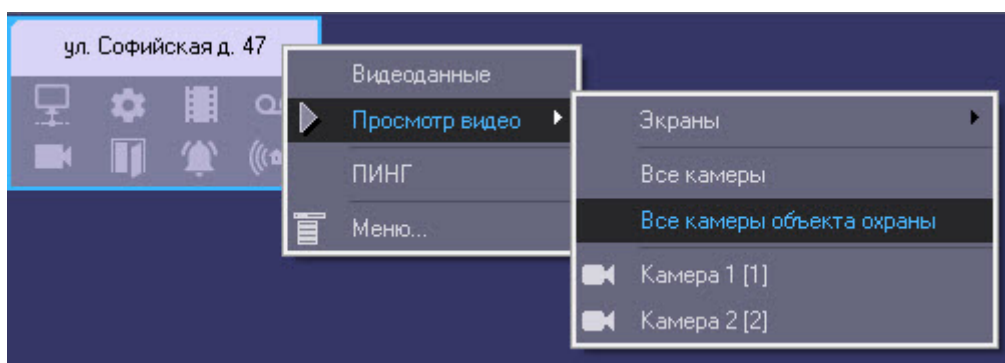 ул. Софийская д. 47
Видеоданные
Просмотр видео
ПИНГ
Меню...
Экраны
Все камеры
Все камеры объекта охраны
Камера 1 [1]
Камера 2 [2]